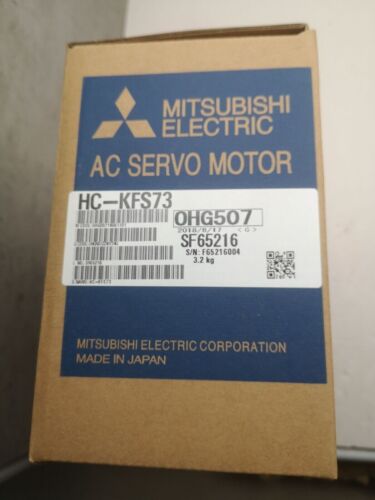 MITSUBISHI
ELECTRIC
AC SERVO MOTOR
HC-KFS73
OHG507
2018/8/17 <G>
SF65216
S/N: F65216004
3.2 kg
MITSUBISHI ELECTRIC CORPORATION
MADE IN JAPAN